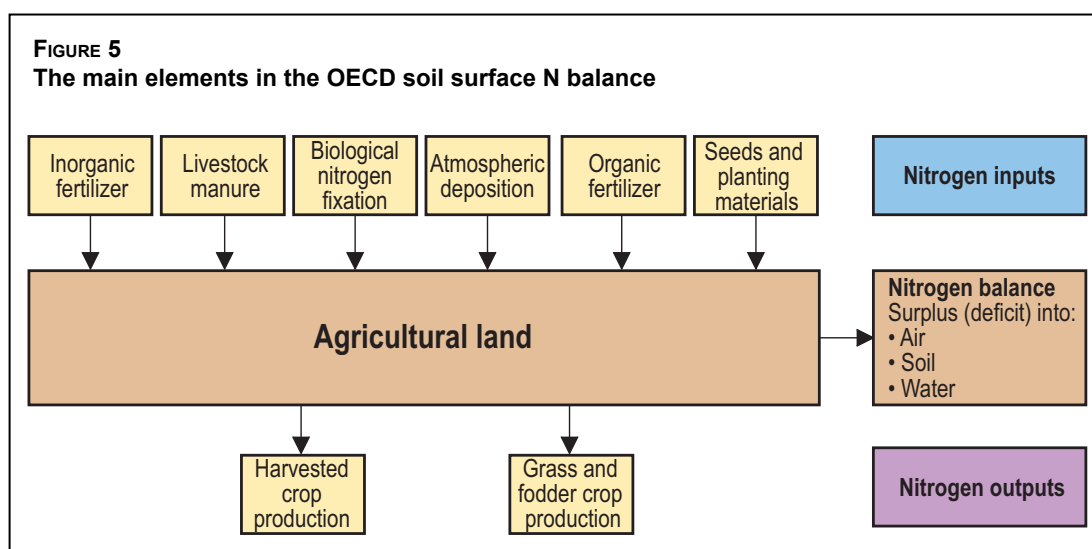 FIGURE 5
The main elements in the OECD soil surface N balance
Inorganic
fertilizer
Livestock
manure
Biological
nitrogen
fixation
Atmospheric
deposition
Organic
fertilizer
Seeds and
planting
materials
Nitrogen inputs
Agricultural land
Nitrogen balance
Surplus (deficit) into:
• Air
• Soil
• Water
Harvested
crop
production
Grass and
fodder crop
production
Nitrogen outputs